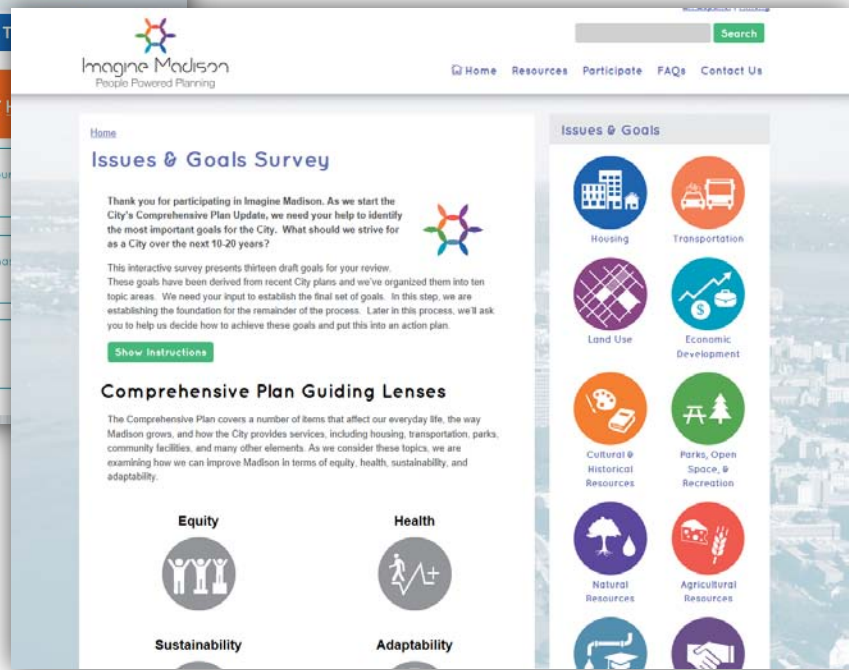 Imagine Madison
People Powered Planning
Search
Home Resources Participate FAQs Contact Us
Home
Issues & Goals Survey
Thank you for participating in Imagine Madison. As we start the
City's Comprehensive Plan Update, we need your help to identify
the most important goals for the City. What should we strive for
as a City over the next 10-20 years?
This interactive survey presents thirteen draft goals for your review.
These goals have been derived from recent City plans and we've organized them into ten
topic areas. We need your input to establish the final set of goals. In this step, we are
establishing the foundation for the remainder of the process. Later in this process, we'll ask
you to help us decide how to achieve these goals and put this into an action plan.
Show Instructions
Comprehensive Plan Guiding Lenses
The Comprehensive Plan covers a number of items that affect our everyday life, the way
Madison grows, and how the City provides services, including housing, transportation, parks,
community facilities, and many other elements. As we consider these topics, we are
examining how we can improve Madison in terms of equity, health, sustainability, and
adaptability.
Equity Health
Sustainability Adaptability
Issues & Goals
Housing Transportation
Land Use
Economic
Development
Cultural &
Historical
Resources
Parks, Open
Space, &
Recreation
Natural
Resources
Agricultural
Resources